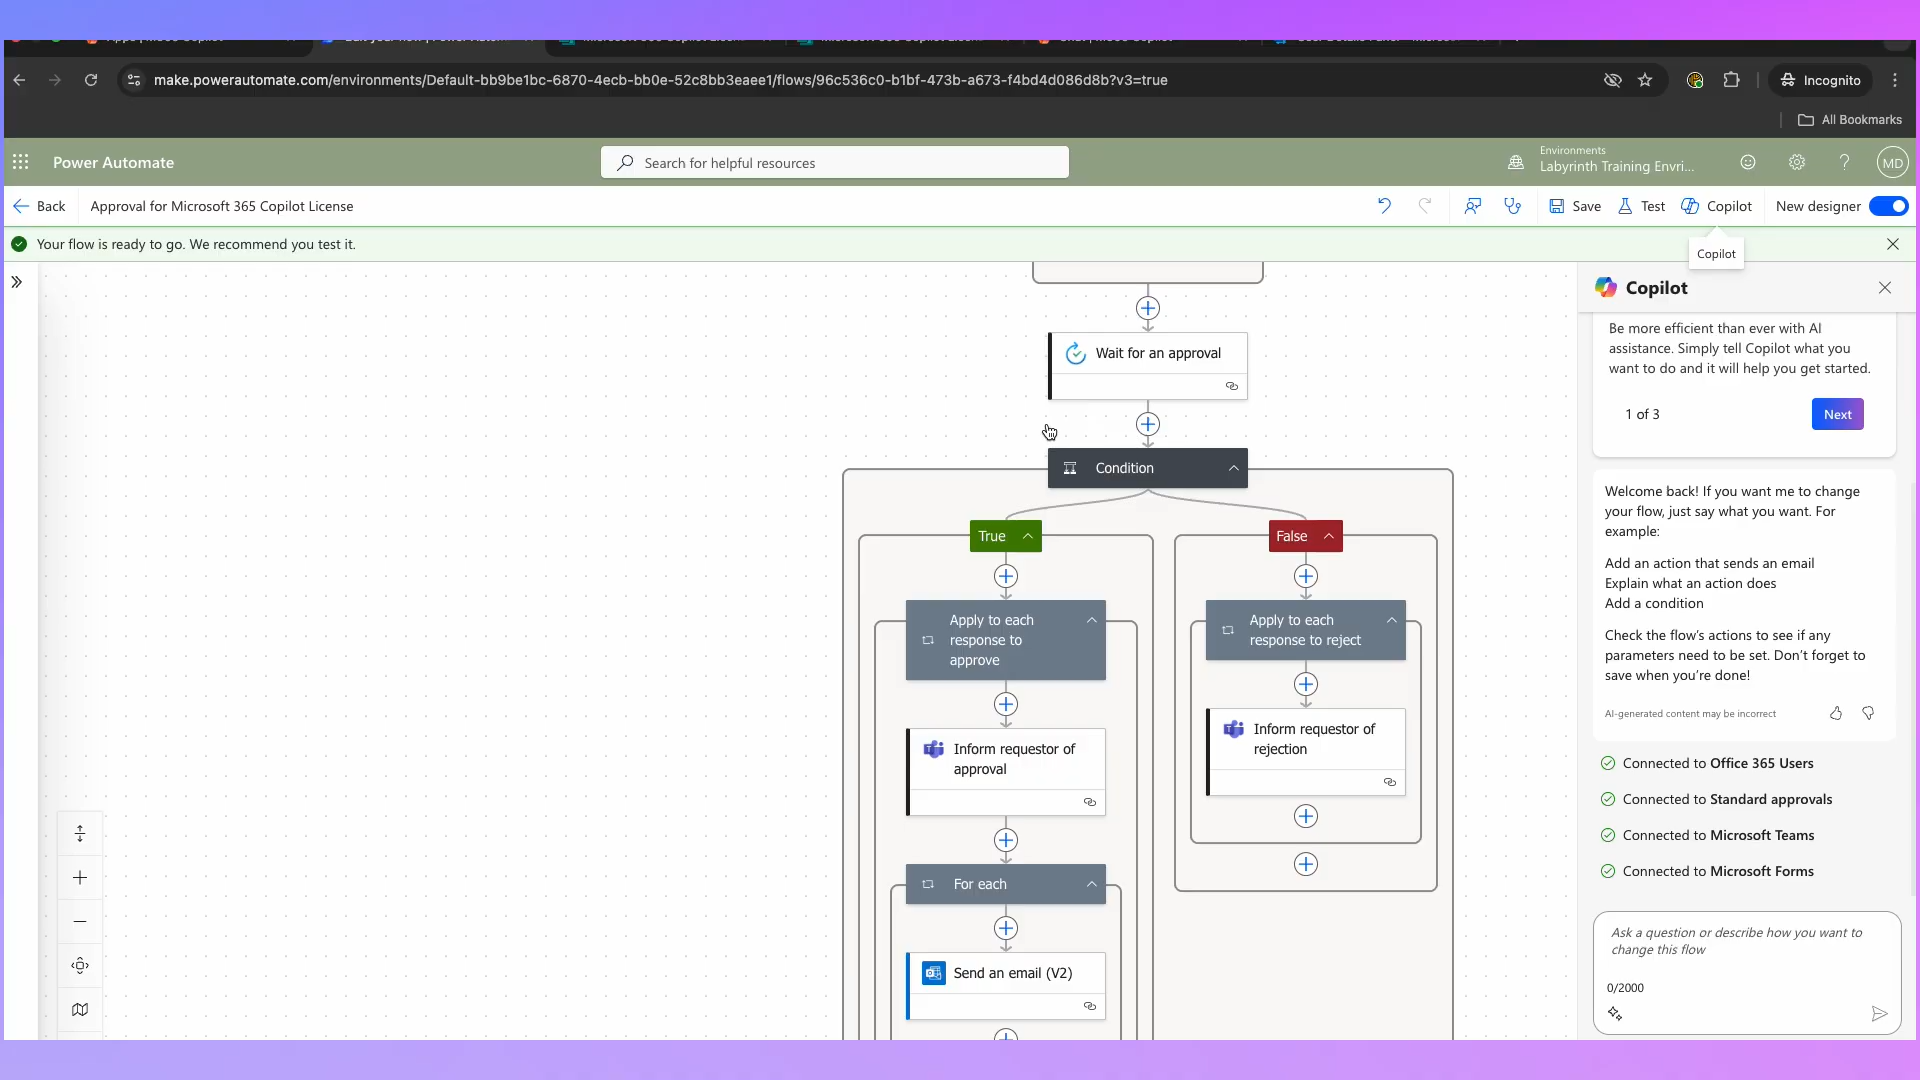 make.powerautomate.com/environments/Default-bb9be1bc-6870-4ecb-bb0e-52c8bb3eaee1/flows/96c536c0-b1bf-473b-a673-f4bd4d086d8b?v3=true
Incognito
All Bookmarks
Power Automate
Search for helpful resources
Environments
Labyrinth Training Envri...
MD
Back
Approval for Microsoft 365 Copilot License
Save
Test
Copilot
New designer
Your flow is ready to go. We recommend you test it.
Copilot
Copilot
Be more efficient than ever with AI
assistance. Simply tell Copilot what you
want to do and it will help you get started.
1 of 3
Next
Wait for an approval
Condition
True
False
Apply to each
response to
approve
Apply to each
response to reject
Inform requestor of
approval
Inform requestor of
rejection
For each
Send an email (V2)
Welcome back! If you want me to change
your flow, just say what you want. For
example:
Add an action that sends an email
Explain what an action does
Add a condition
Check the flow's actions to see if any
parameters need to be set. Don't forget to
save when you're done!
AI-generated content may be incorrect
Connected to Office 365 Users
Connected to Standard approvals
Connected to Microsoft Teams
Connected to Microsoft Forms
Ask a question or describe how you want to
change this flow
0/2000